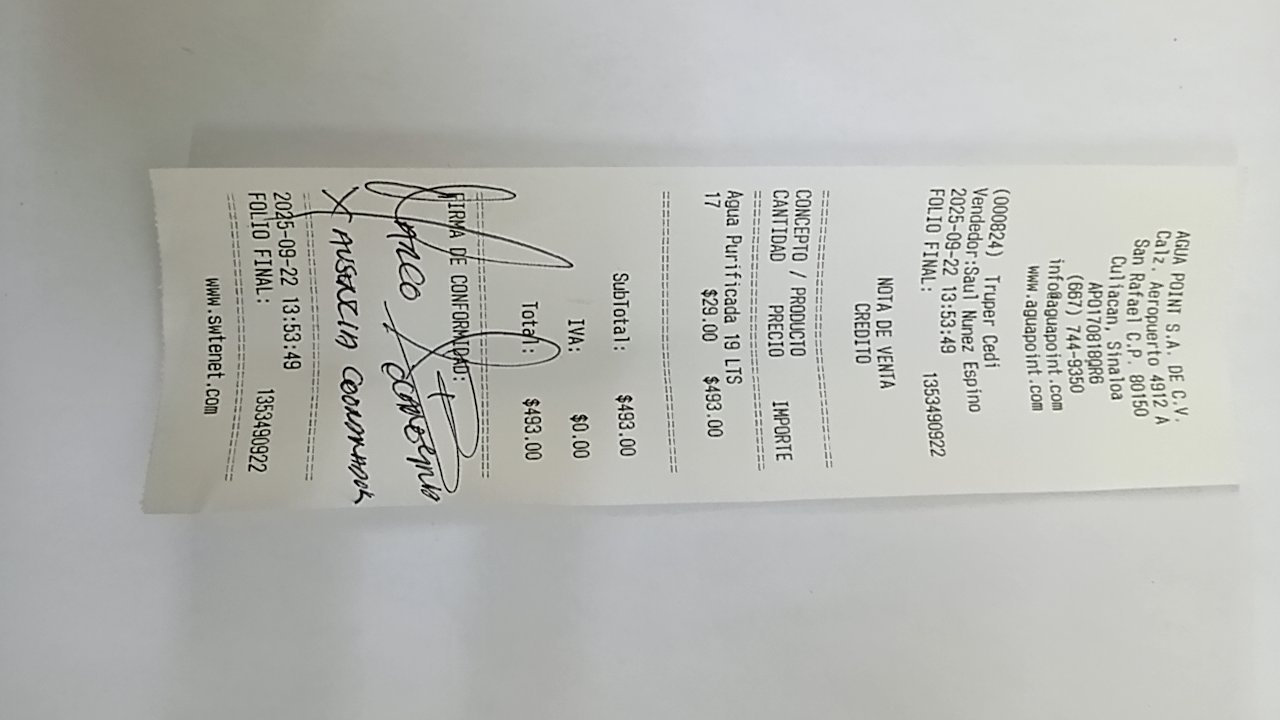 AGUA POINT S.A. DE C.V.
Calz. Aeropuerto 4912 A
San Rafael C.P. 80150
Culiacan, Sinaloa
APO170818QR6
(667) 744-9350
info@aguapoint.com
www.aguapoint.com
(000824) Truper Cedi
Vendedor:Saul Nunez Espino
2025-09-22 13:53:49
FOLIO FINAL: 1353490922
NOTA DE VENTA
CREDITO
CONCEPTO / PRODUCTO
CANTIDAD PRECIO IMPORTE
Agua Purificada 19 LTS
17 $29.00 $493.00
SubTotal: $493.00
IVA: $0.00
Total: $493.00
FIRMA DE CONFORMIDAD:
X AUSENCIA COORDINADOR
2025-09-22 13:53:49
FOLIO FINAL: 1353490922
www.swtenet.com